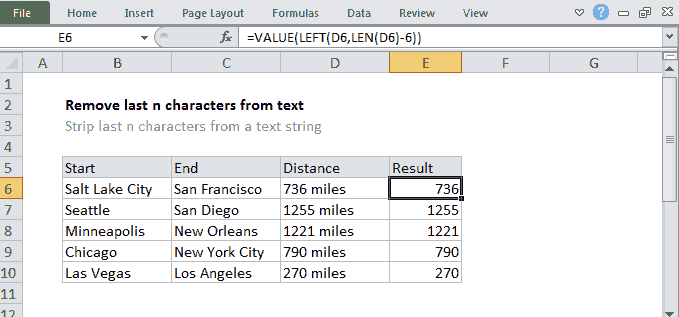 File Home Insert Page Layout Formulas Data Review View ?
E6 fx =VALUE(LEFT(D6,LEN(D6)-6))
A B C D E F G H
1
2 Remove last n characters from text
3 Strip last n characters from a text string
4
5 Start End Distance Result
6 Salt Lake City San Francisco 736 miles 736
7 Seattle San Diego 1255 miles 1255
8 Minneapolis New Orleans 1221 miles 1221
9 Chicago New York City 790 miles 790
10 Las Vegas Los Angeles 270 miles 270
11
12